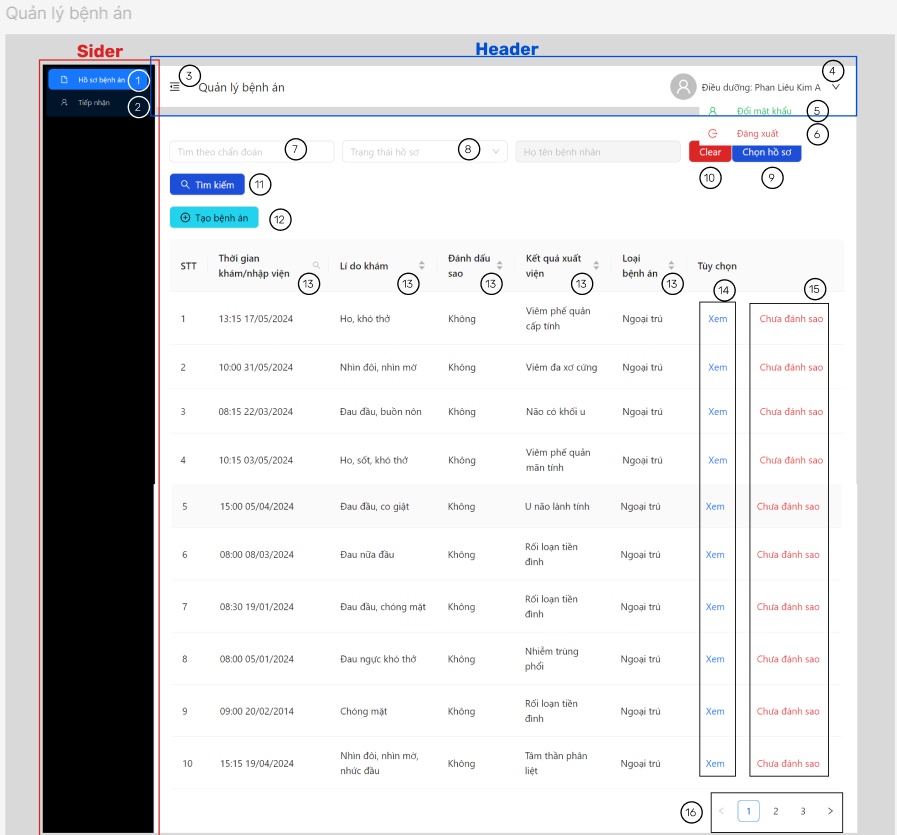 Quản lý bệnh án
Sider
Header
Hồ sơ bệnh án 1
Tiếp nhận 2
3 Quản lý bệnh án
Điều dưỡng: Phan Liêu Kim A 4
Đổi mật khẩu 5
Đăng xuất 6
Tìm theo chẩn đoán 7 Trạng thái hồ sơ 8 Họ tên bệnh nhân Clear Chọn hồ sơ
10 9
Tìm kiếm 11
Tạo bệnh án 12
STT Thời gian khám/nhập viện Lí do khám Đánh dấu sao Kết quả xuất viện Loại bệnh án Tùy chọn
13 13 13 13 13 14 15
1 13:15 17/05/2024 Ho, khó thở Không Viêm phế quản cấp tính Ngoại trú Xem Chưa đánh sao
2 10:00 31/05/2024 Nhìn đôi, nhìn mờ Không Viêm đa xơ cứng Ngoại trú Xem Chưa đánh sao
3 08:15 22/03/2024 Đau đầu, buồn nôn Không Não có khối u Ngoại trú Xem Chưa đánh sao
4 10:15 03/05/2024 Ho, sốt, khó thở Không Viêm phế quản mãn tính Ngoại trú Xem Chưa đánh sao
5 15:00 05/04/2024 Đau đầu, co giật Không U não lành tính Ngoại trú Xem Chưa đánh sao
6 08:00 08/03/2024 Đau nữa đầu Không Rối loạn tiền đình Ngoại trú Xem Chưa đánh sao
7 08:30 19/01/2024 Đau đầu, chóng mặt Không Rối loạn tiền đình Ngoại trú Xem Chưa đánh sao
8 08:00 05/01/2024 Đau ngực khó thở Không Nhiễm trùng phổi Ngoại trú Xem Chưa đánh sao
9 09:00 20/02/2014 Chóng mặt Không Rối loạn tiền đình Ngoại trú Xem Chưa đánh sao
10 15:15 19/04/2024 Nhìn đôi, nhìn mờ, nhức đầu Không Tâm thần phân liệt Ngoại trú Xem Chưa đánh sao
16 < 1 2 3 >